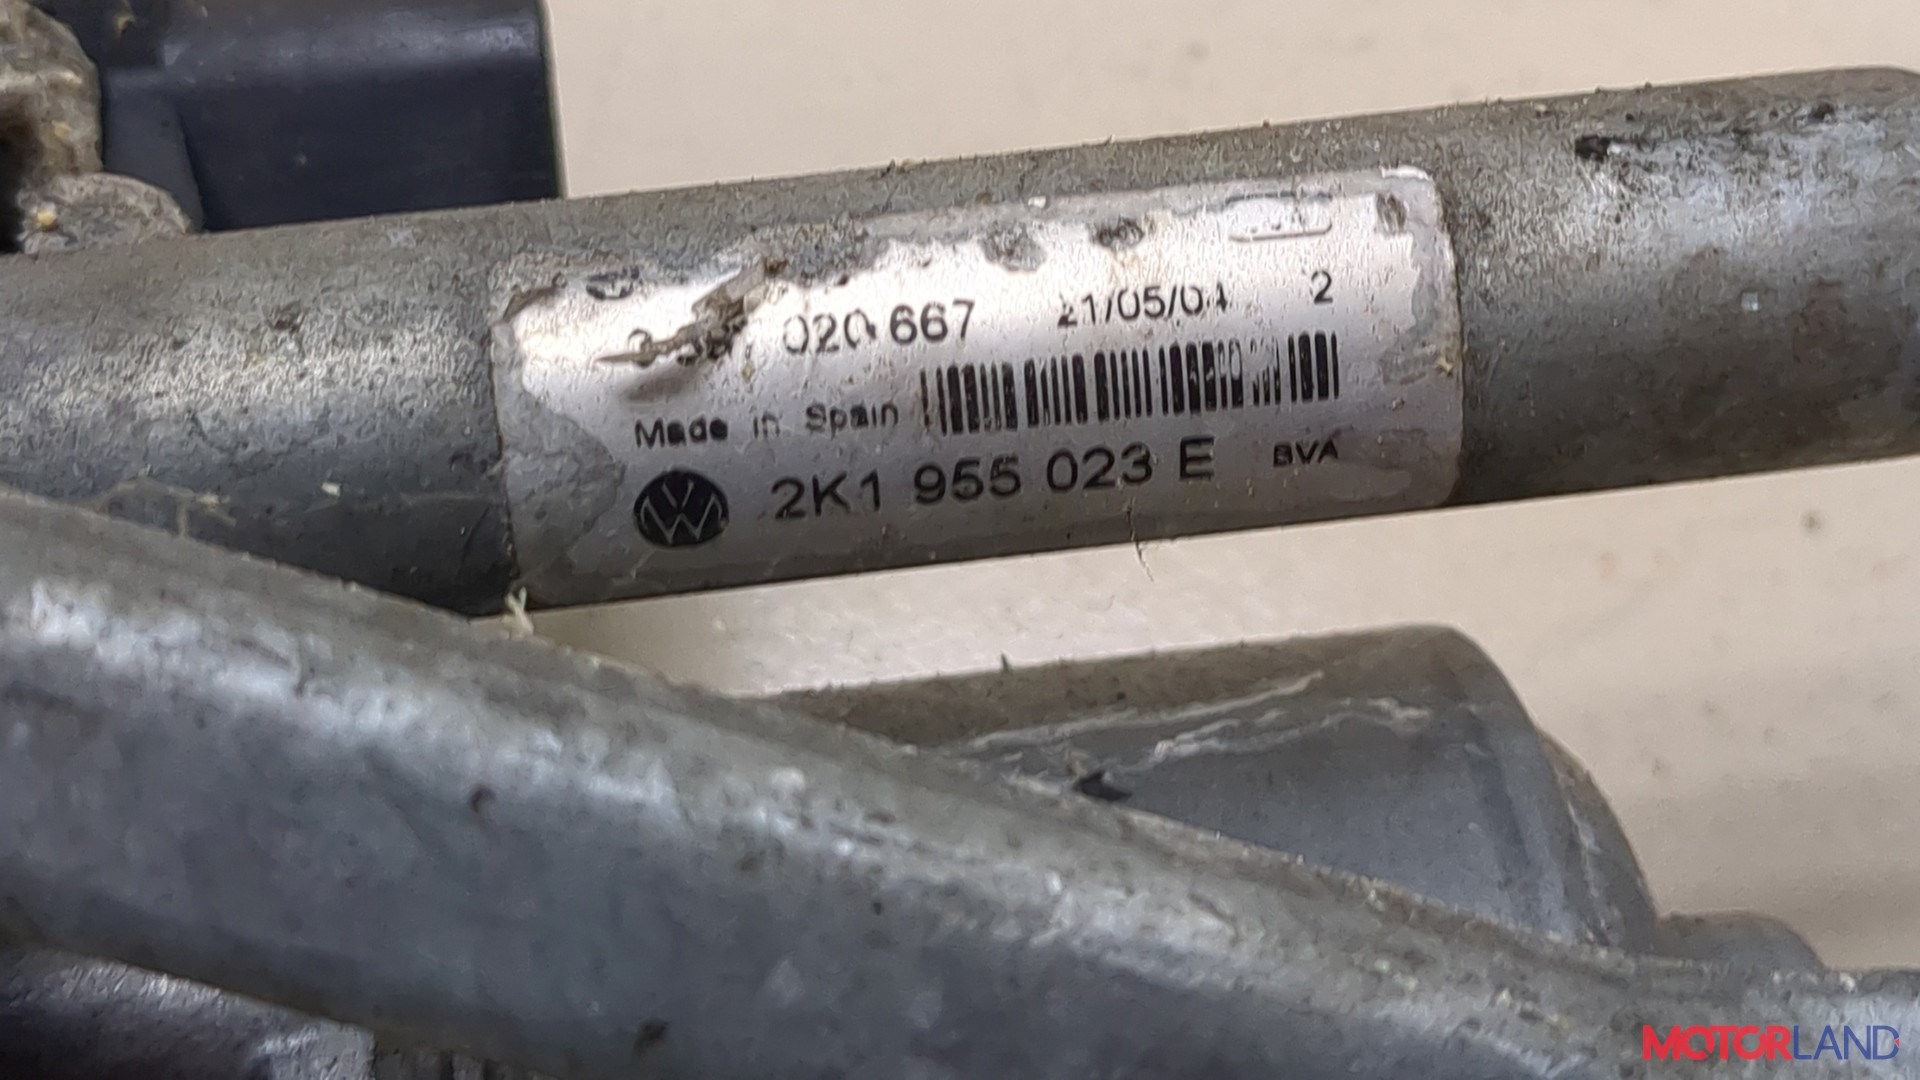 020 667 21/05/04 2
Made in Spain
2K1 955 023 E BVA
MOTORLAND